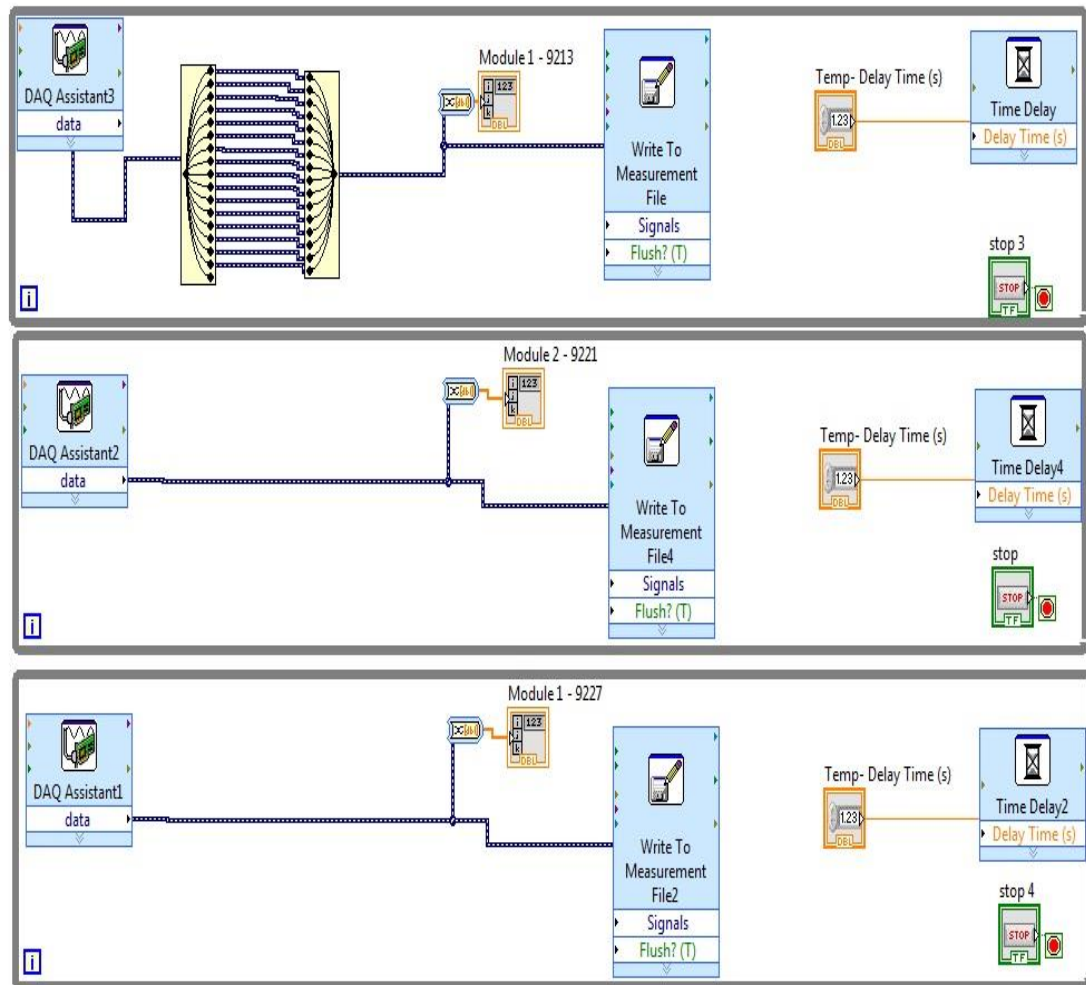 DAQ Assistant3
data
Module 1 - 9213
i 123
j
k
DBL
Write To
Measurement
File
Signals
Flush? (T)
Temp- Delay Time (s)
1.23
DBL
Time Delay
Delay Time (s)
stop 3
STOP
TF
i
DAQ Assistant2
data
Module 2 - 9221
i 123
j
k
DBL
Write To
Measurement
File4
Signals
Flush? (T)
Temp- Delay Time (s)
1.23
DBL
Time Delay4
Delay Time (s)
stop
STOP
TF
i
DAQ Assistant1
data
Module 1 - 9227
i 123
j
k
DBL
Write To
Measurement
File2
Signals
Flush? (T)
Temp- Delay Time (s)
1.23
DBL
Time Delay2
Delay Time (s)
stop 4
STOP
TF
i